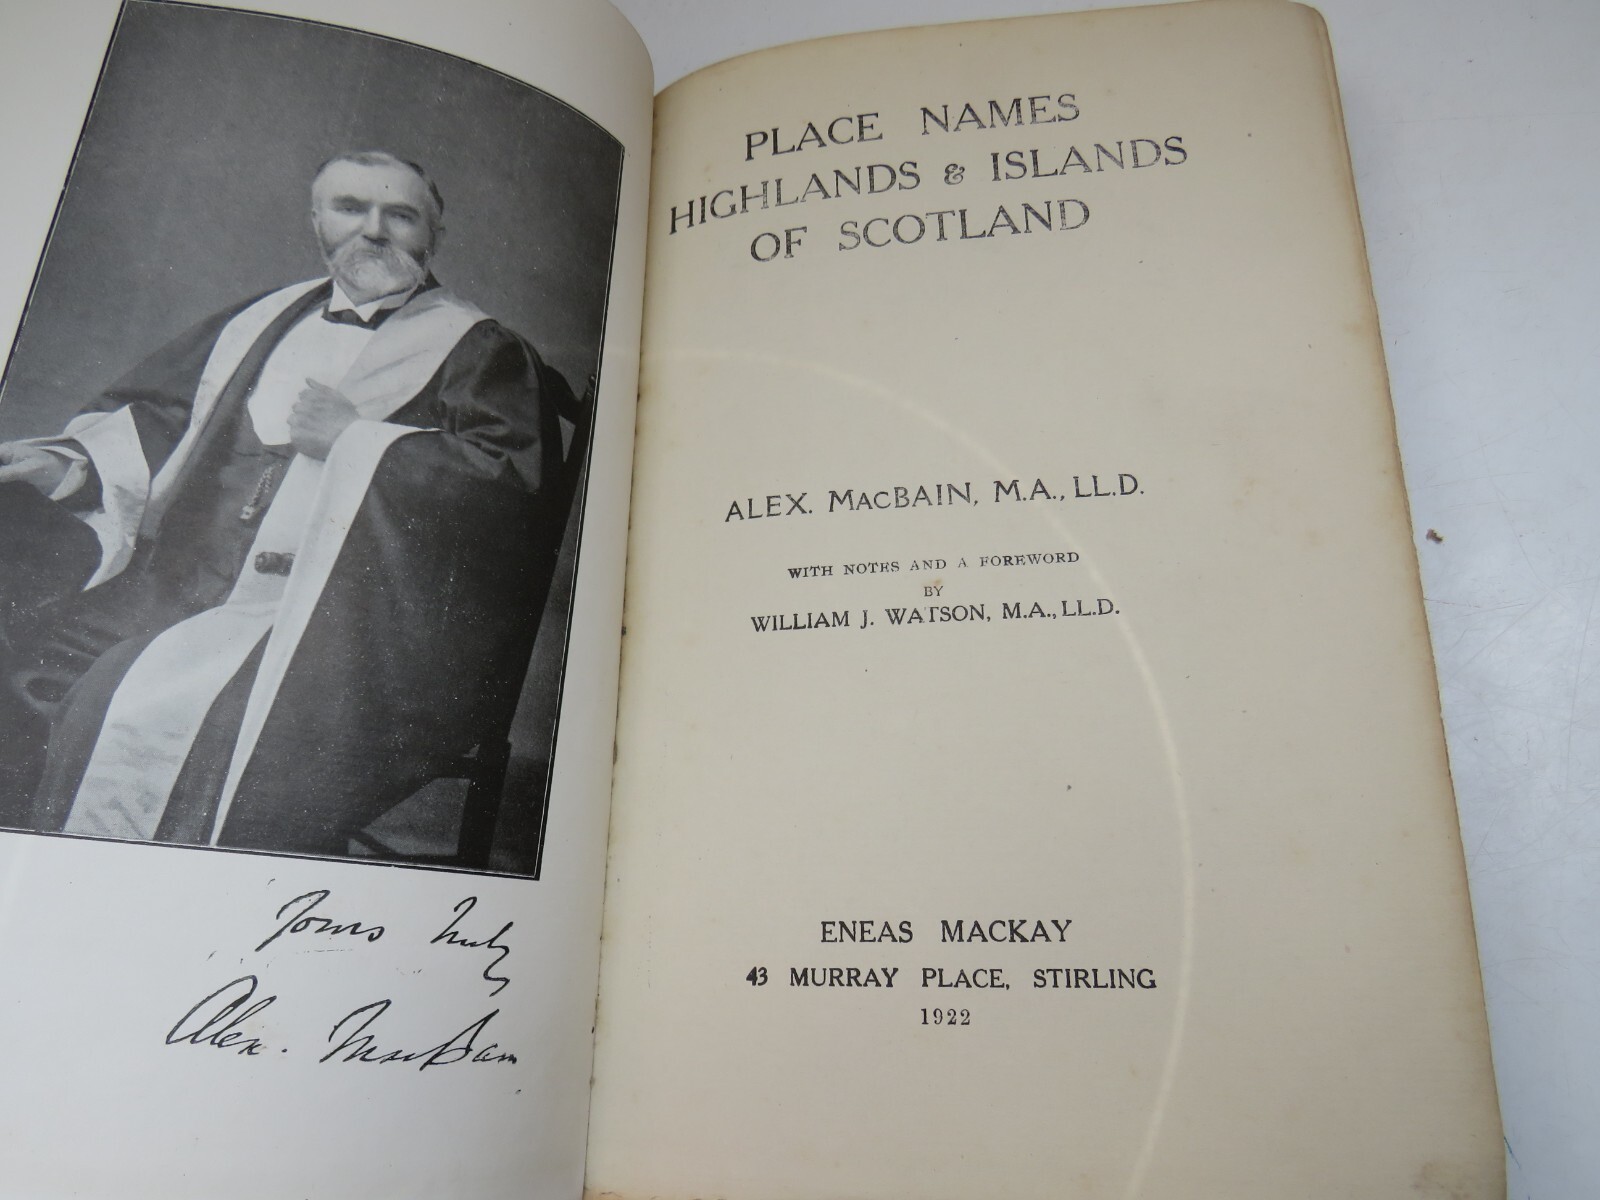 Yours truly
Alex. MacBain
PLACE NAMES
HIGHLANDS & ISLANDS
OF SCOTLAND
ALEX. MACBAIN, M.A., LL.D.
WITH NOTES AND A FOREWORD
BY
WILLIAM J. WATSON, M.A., LL.D.
ENEAS MACKAY
43 MURRAY PLACE, STIRLING
1922